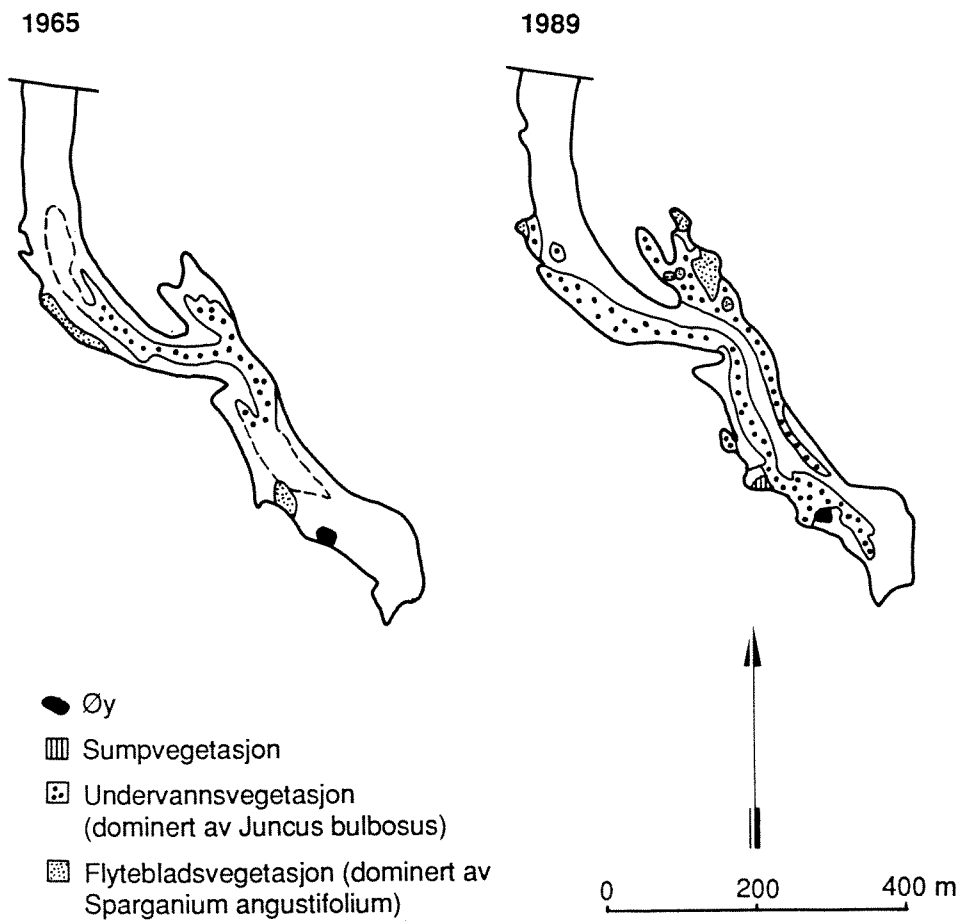 1965
1989
Øy
Sumpvegetasjon
Undervannsvegetasjon
(dominert av Juncus bulbosus)
Flytebladsvegetasjon (dominert av
Sparganium angustifolium)
0 200 400 m